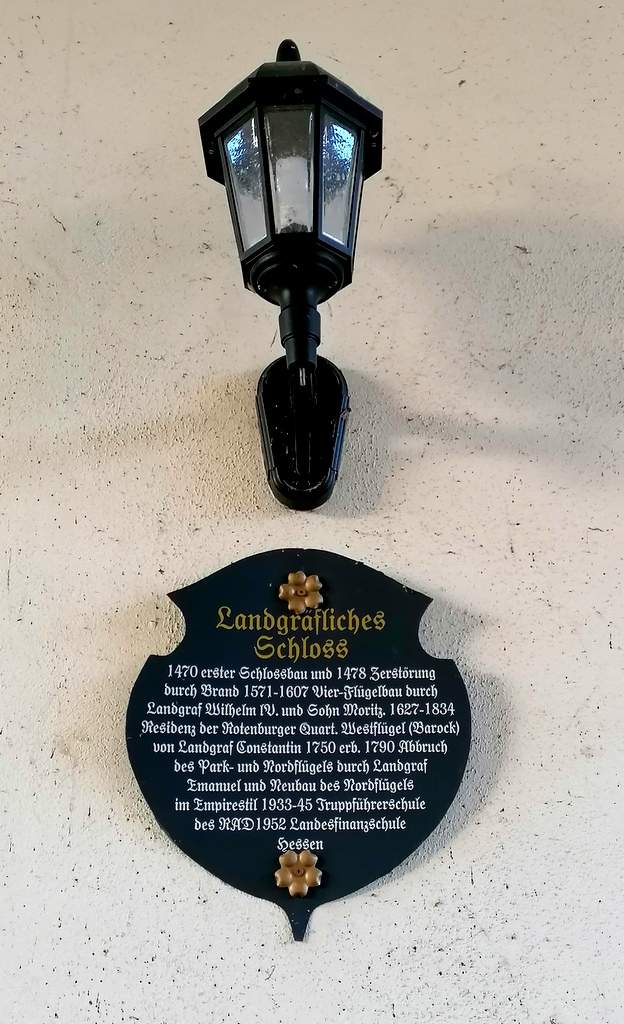 Landgräfliches
Schloss
1470 erster Schlossbau und 1478 Zerstörung
durch Brand 1571-1607 Vier-Flügelbau durch
Landgraf Wilhelm IV. und Sohn Moritz. 1627-1834
Residenz der Rotenburger Quart. Westflügel (Barock)
von Landgraf Constantin 1750 erb. 1790 Abbruch
des Park- und Nordflügels durch Landgraf
Emanuel und Neubau des Nordflügels
im Empirestil 1933-45 Truppführerschule
des RAD1952 Landesfinanzschule
Hessen